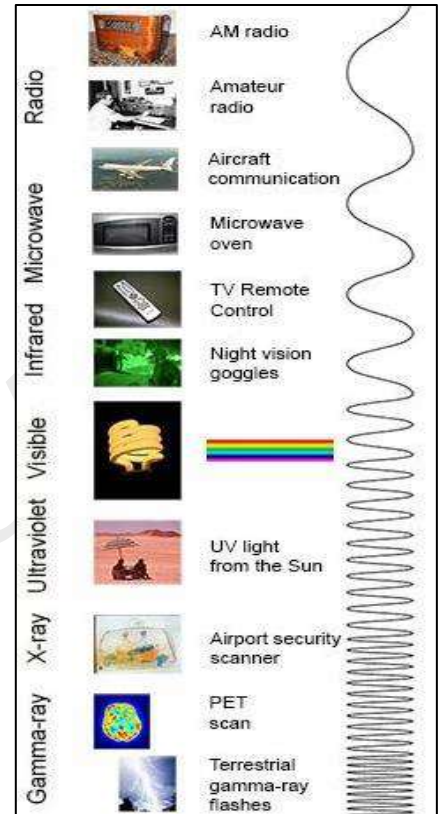 Radio
AM radio
Amateur
radio
Aircraft
communication
Microwave
Microwave
oven
Infrared
TV Remote
Control
Night vision
goggles
Visible
Ultraviolet
UV light
from the Sun
X-ray
Airport security
scanner
Gamma-ray
PET
scan
Terrestrial
gamma-ray
flashes